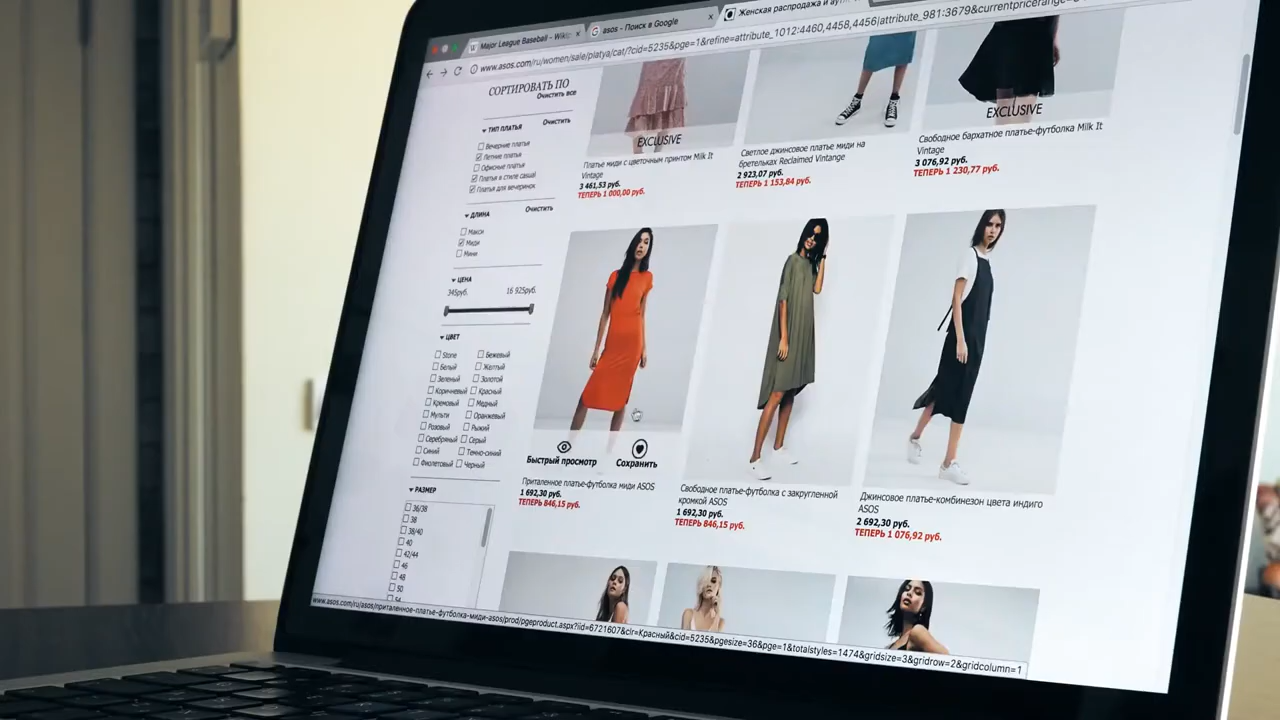 Major League Baseball - Wiki
asos - Поиск в Google
Женская распродажа и аут
www.asos.com/ru/women/sale/platya/cat/?cid=5235&pge=1&refine=attribute_1012:4460,4458,4456|attribute_981:3679&currentpricerange=
СОРТИРОВАТЬ ПО
Очистить все
ТИП ПЛАТЬЯ
Очистить
Вечерние платья
Летние платья
Офисные платья
Платья в стиле casual
Платья для вечеринок
ДЛИНА
Очистить
Макси
Миди
Мини
ЦЕНА
345руб.
16 925руб.
ЦВЕТ
Stone
Бежевый
Белый
Желтый
Зеленый
Золотой
Коричневый
Красный
Кремовый
Медный
Мульти
Оранжевый
Розовый
Рыжий
Серебряный
Серый
Синий
Темно-синий
Фиолетовый
Черный
РАЗМЕР
36/38
38
38/40
40
42/44
46
48
50
EXCLUSIVE
Платье миди с цветочным принтом Milk It
Vintage
3 461,53 руб.
ТЕПЕРЬ 1 000,00 руб.
Светлое джинсовое платье миди на
бретельках Reclaimed Vintage
2 923,07 руб.
ТЕПЕРЬ 1 153,84 руб.
EXCLUSIVE
Свободное бархатное платье-футболка Milk It
Vintage
3 076,92 руб.
ТЕПЕРЬ 1 230,77 руб.
Быстрый просмотр
Сохранить
Приталенное платье-футболка миди ASOS
1 692,30 руб.
ТЕПЕРЬ 846,15 руб.
Свободное платье-футболка с закругленной
кромкой ASOS
1 692,30 руб.
ТЕПЕРЬ 846,15 руб.
Джинсовое платье-комбинезон цвета индиго
ASOS
2 692,30 руб.
ТЕПЕРЬ 1 076,92 руб.
www.asos.com/ru/asos/приталенное-платье-футболка-миди-asos/prod/pgeproduct.aspx?iid=6721607&clr=Красный&cid=5235&pgesize=36&pge=1&totalstyles=1474&gridsize=3&gridrow=2&gridcolumn=1